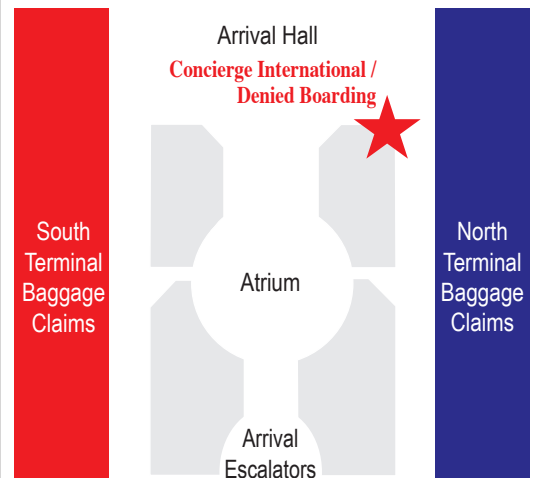 Arrival Hall
Concierge International /
Denied Boarding
South
Terminal
Baggage
Claims
Atrium
North
Terminal
Baggage
Claims
Arrival
Escalators